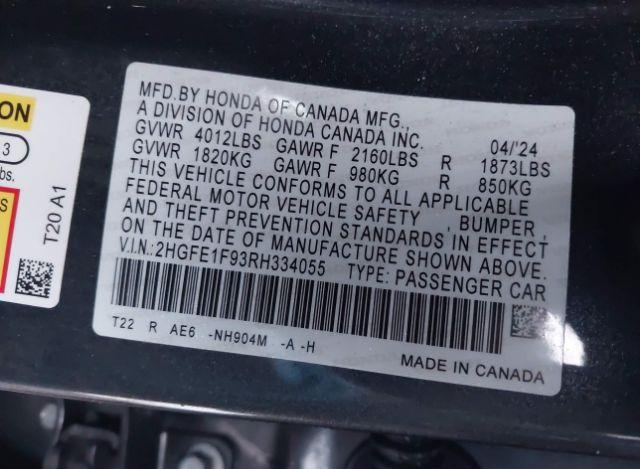 MFD.BY HONDA OF CANADA MFG.,
A DIVISION OF HONDA CANADA INC. 04/'24
GVWR 4012LBS GAWR F 2160LBS R 1873LBS
GVWR 1820KG GAWR F 980KG R 850KG
THIS VEHICLE CONFORMS TO ALL APPLICABLE
FEDERAL MOTOR VEHICLE SAFETY , BUMPER,
AND THEFT PREVENTION STANDARDS IN EFFECT
ON THE DATE OF MANUFACTURE SHOWN ABOVE.
V.I.N.:2HGFE1F93RH334055 TYPE: PASSENGER CAR
T22 R AE6 -NH904M -A -H
MADE IN CANADA
ON
3
bs.
S
T20 A1